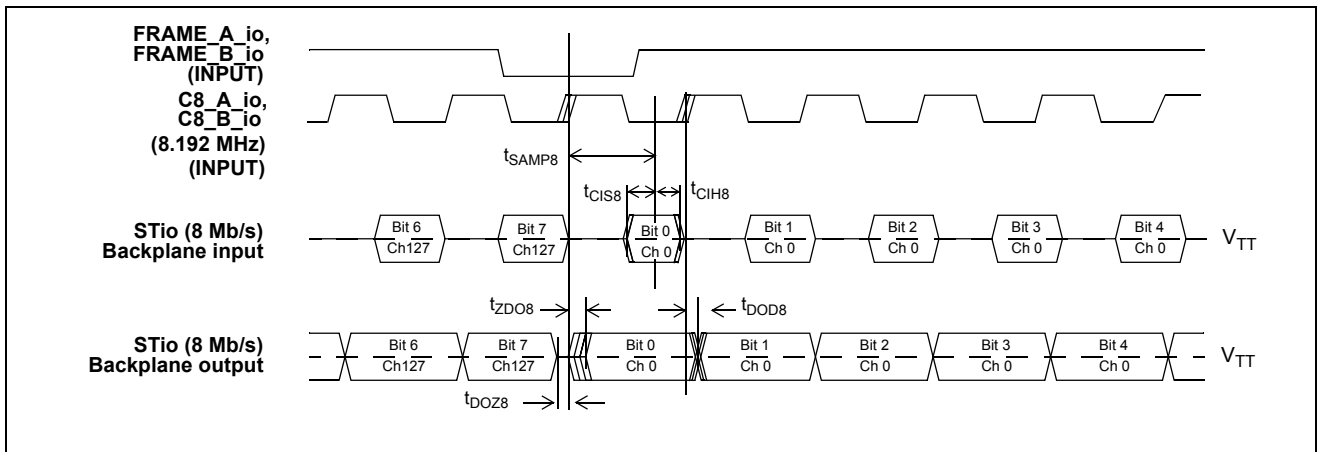 FRAME_A_io,
FRAME_B_io
(INPUT)
C8_A_io,
C8_B_io
(8.192 MHz)
(INPUT)
tSAMP8
tCIS8
tCIH8
STio (8 Mb/s)
Backplane input
Bit 6
Ch127
Bit 7
Ch127
Bit 0
Ch 0
Bit 1
Ch 0
Bit 2
Ch 0
Bit 3
Ch 0
Bit 4
Ch 0
VTT
tZDO8
tDOD8
STio (8 Mb/s)
Backplane output
Bit 6
Ch127
Bit 7
Ch127
Bit 0
Ch 0
Bit 1
Ch 0
Bit 2
Ch 0
Bit 3
Ch 0
Bit 4
Ch 0
VTT
tDOZ8